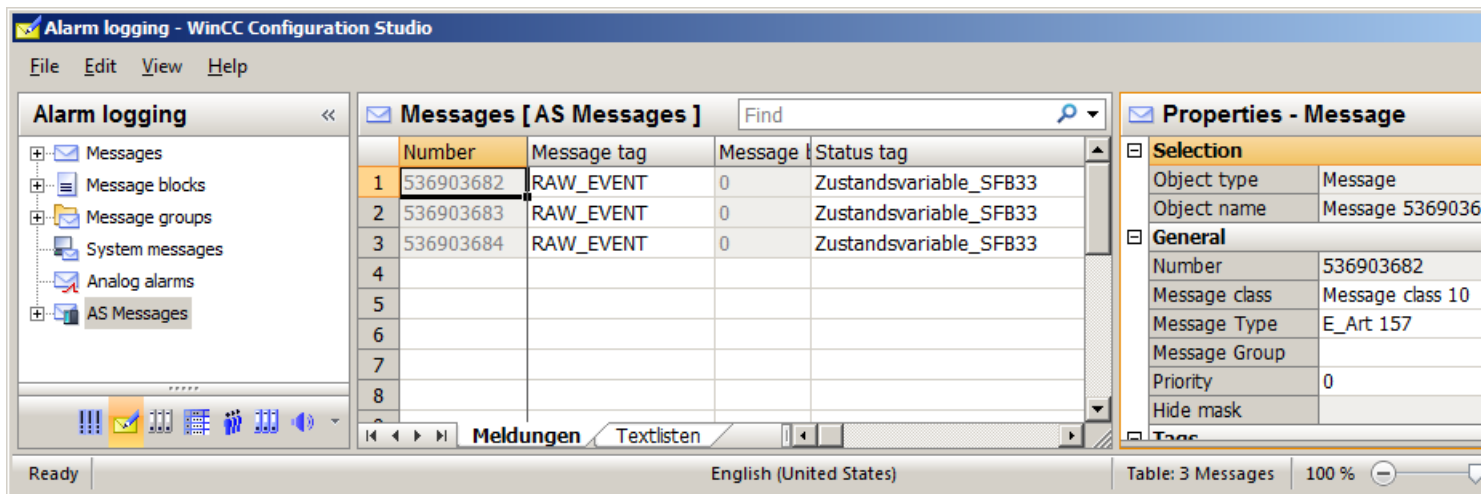 Alarm logging - WinCC Configuration Studio
File Edit View Help
Alarm logging «
Messages
Message blocks
Message groups
System messages
Analog alarms
AS Messages
Messages [ AS Messages ] Find
Number Message tag Message Status tag
1 536903682 RAW_EVENT 0 Zustandsvariable_SFB33
2 536903683 RAW_EVENT 0 Zustandsvariable_SFB33
3 536903684 RAW_EVENT 0 Zustandsvariable_SFB33
4
5
6
7
8
Meldungen Textlisten
Properties - Message
Selection
Object type Message
Object name Message 5369036
General
Number 536903682
Message class Message class 10
Message Type E_Art 157
Message Group
Priority 0
Hide mask
Tags
Ready English (United States) Table: 3 Messages 100 %